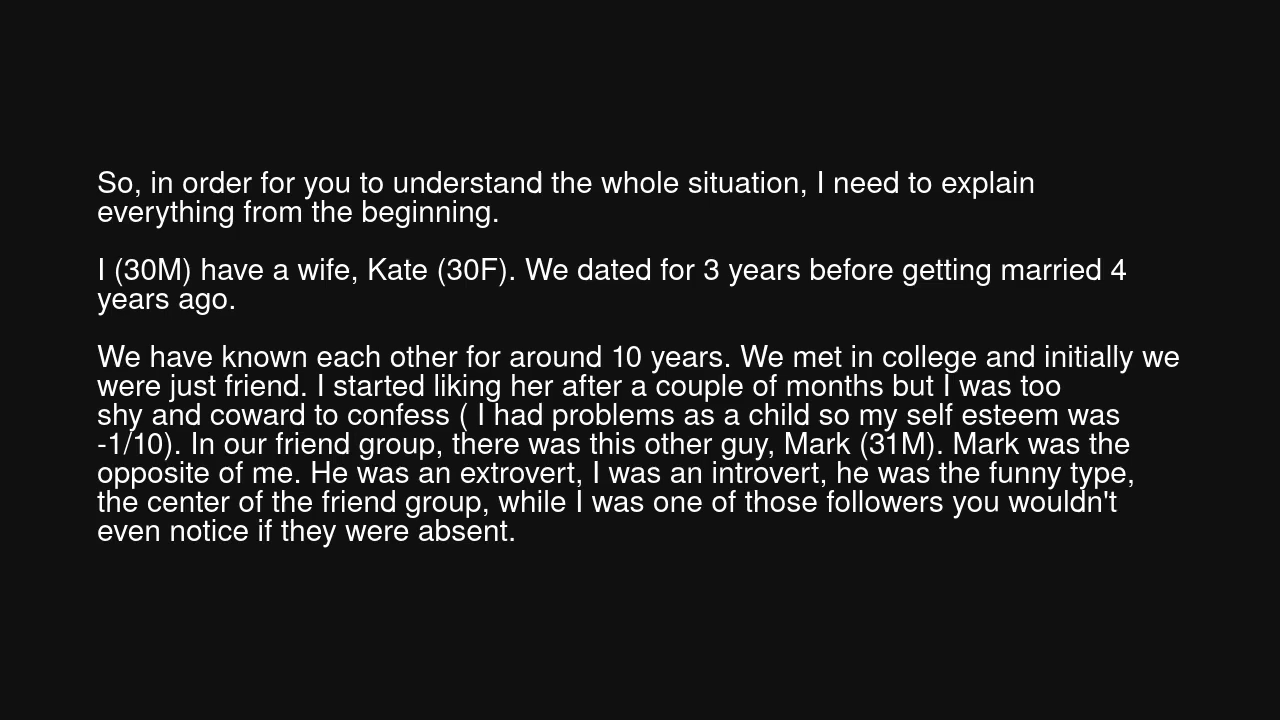 So, in order for you to understand the whole situation, I need to explain
everything from the beginning.
I (30M) have a wife, Kate (30F). We dated for 3 years before getting married 4
years ago.
We have known each other for around 10 years. We met in college and initially we
were just friend. I started liking her after a couple of months but I was too
shy and coward to confess ( I had problems as a child so my self esteem was
-1/10). In our friend group, there was this other guy, Mark (31M). Mark was the
opposite of me. He was an extrovert, I was an introvert, he was the funny type,
the center of the friend group, while I was one of those followers you wouldn't
even notice if they were absent.